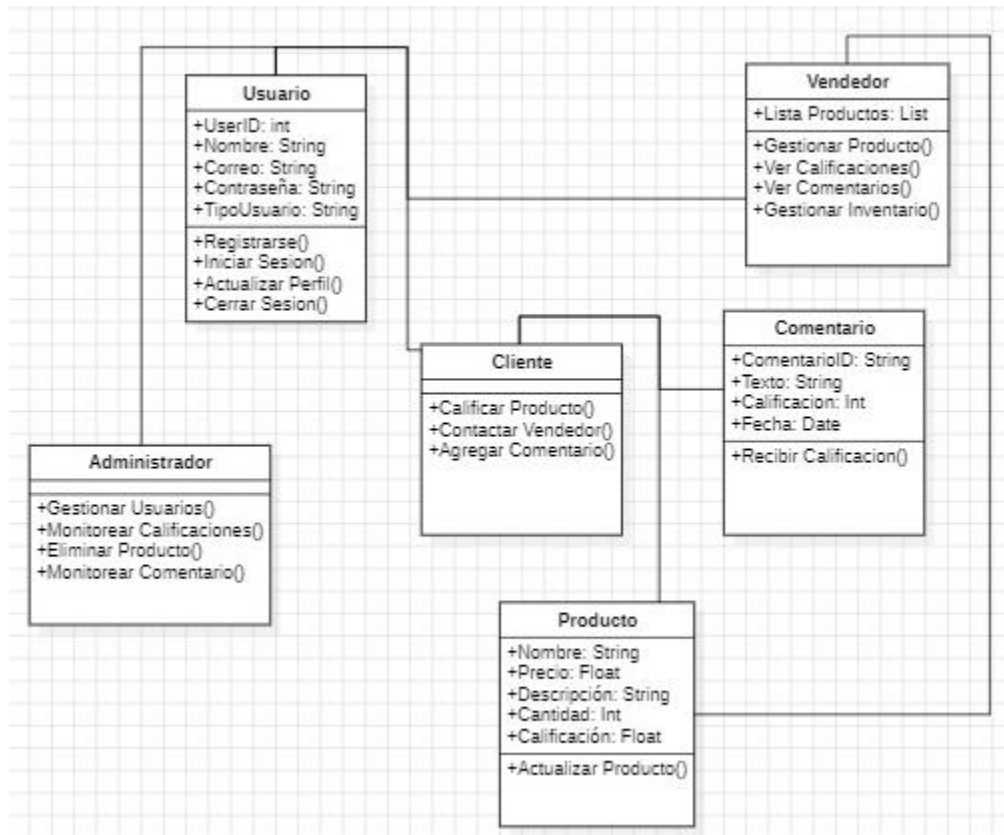 Usuario
+UserID: int
+Nombre: String
+Correo: String
+Contraseña: String
+TipoUsuario: String
+Registrarse()
+Iniciar Sesion()
+Actualizar Perfil()
+Cerrar Sesion()
Vendedor
+Lista Productos: List
+Gestionar Producto()
+Ver Calificaciones()
+Ver Comentarios()
+Gestionar Inventario()
Cliente
+Calificar Producto()
+Contactar Vendedor()
+Agregar Comentario()
Comentario
+ComentarioID: String
+Texto: String
+Calificacion: Int
+Fecha: Date
+Recibir Calificacion()
Administrador
+Gestionar Usuarios()
+Monitorear Calificaciones()
+Eliminar Producto()
+Monitorear Comentario()
Producto
+Nombre: String
+Precio: Float
+Descripción: String
+Cantidad: Int
+Calificación: Float
+Actualizar Producto()